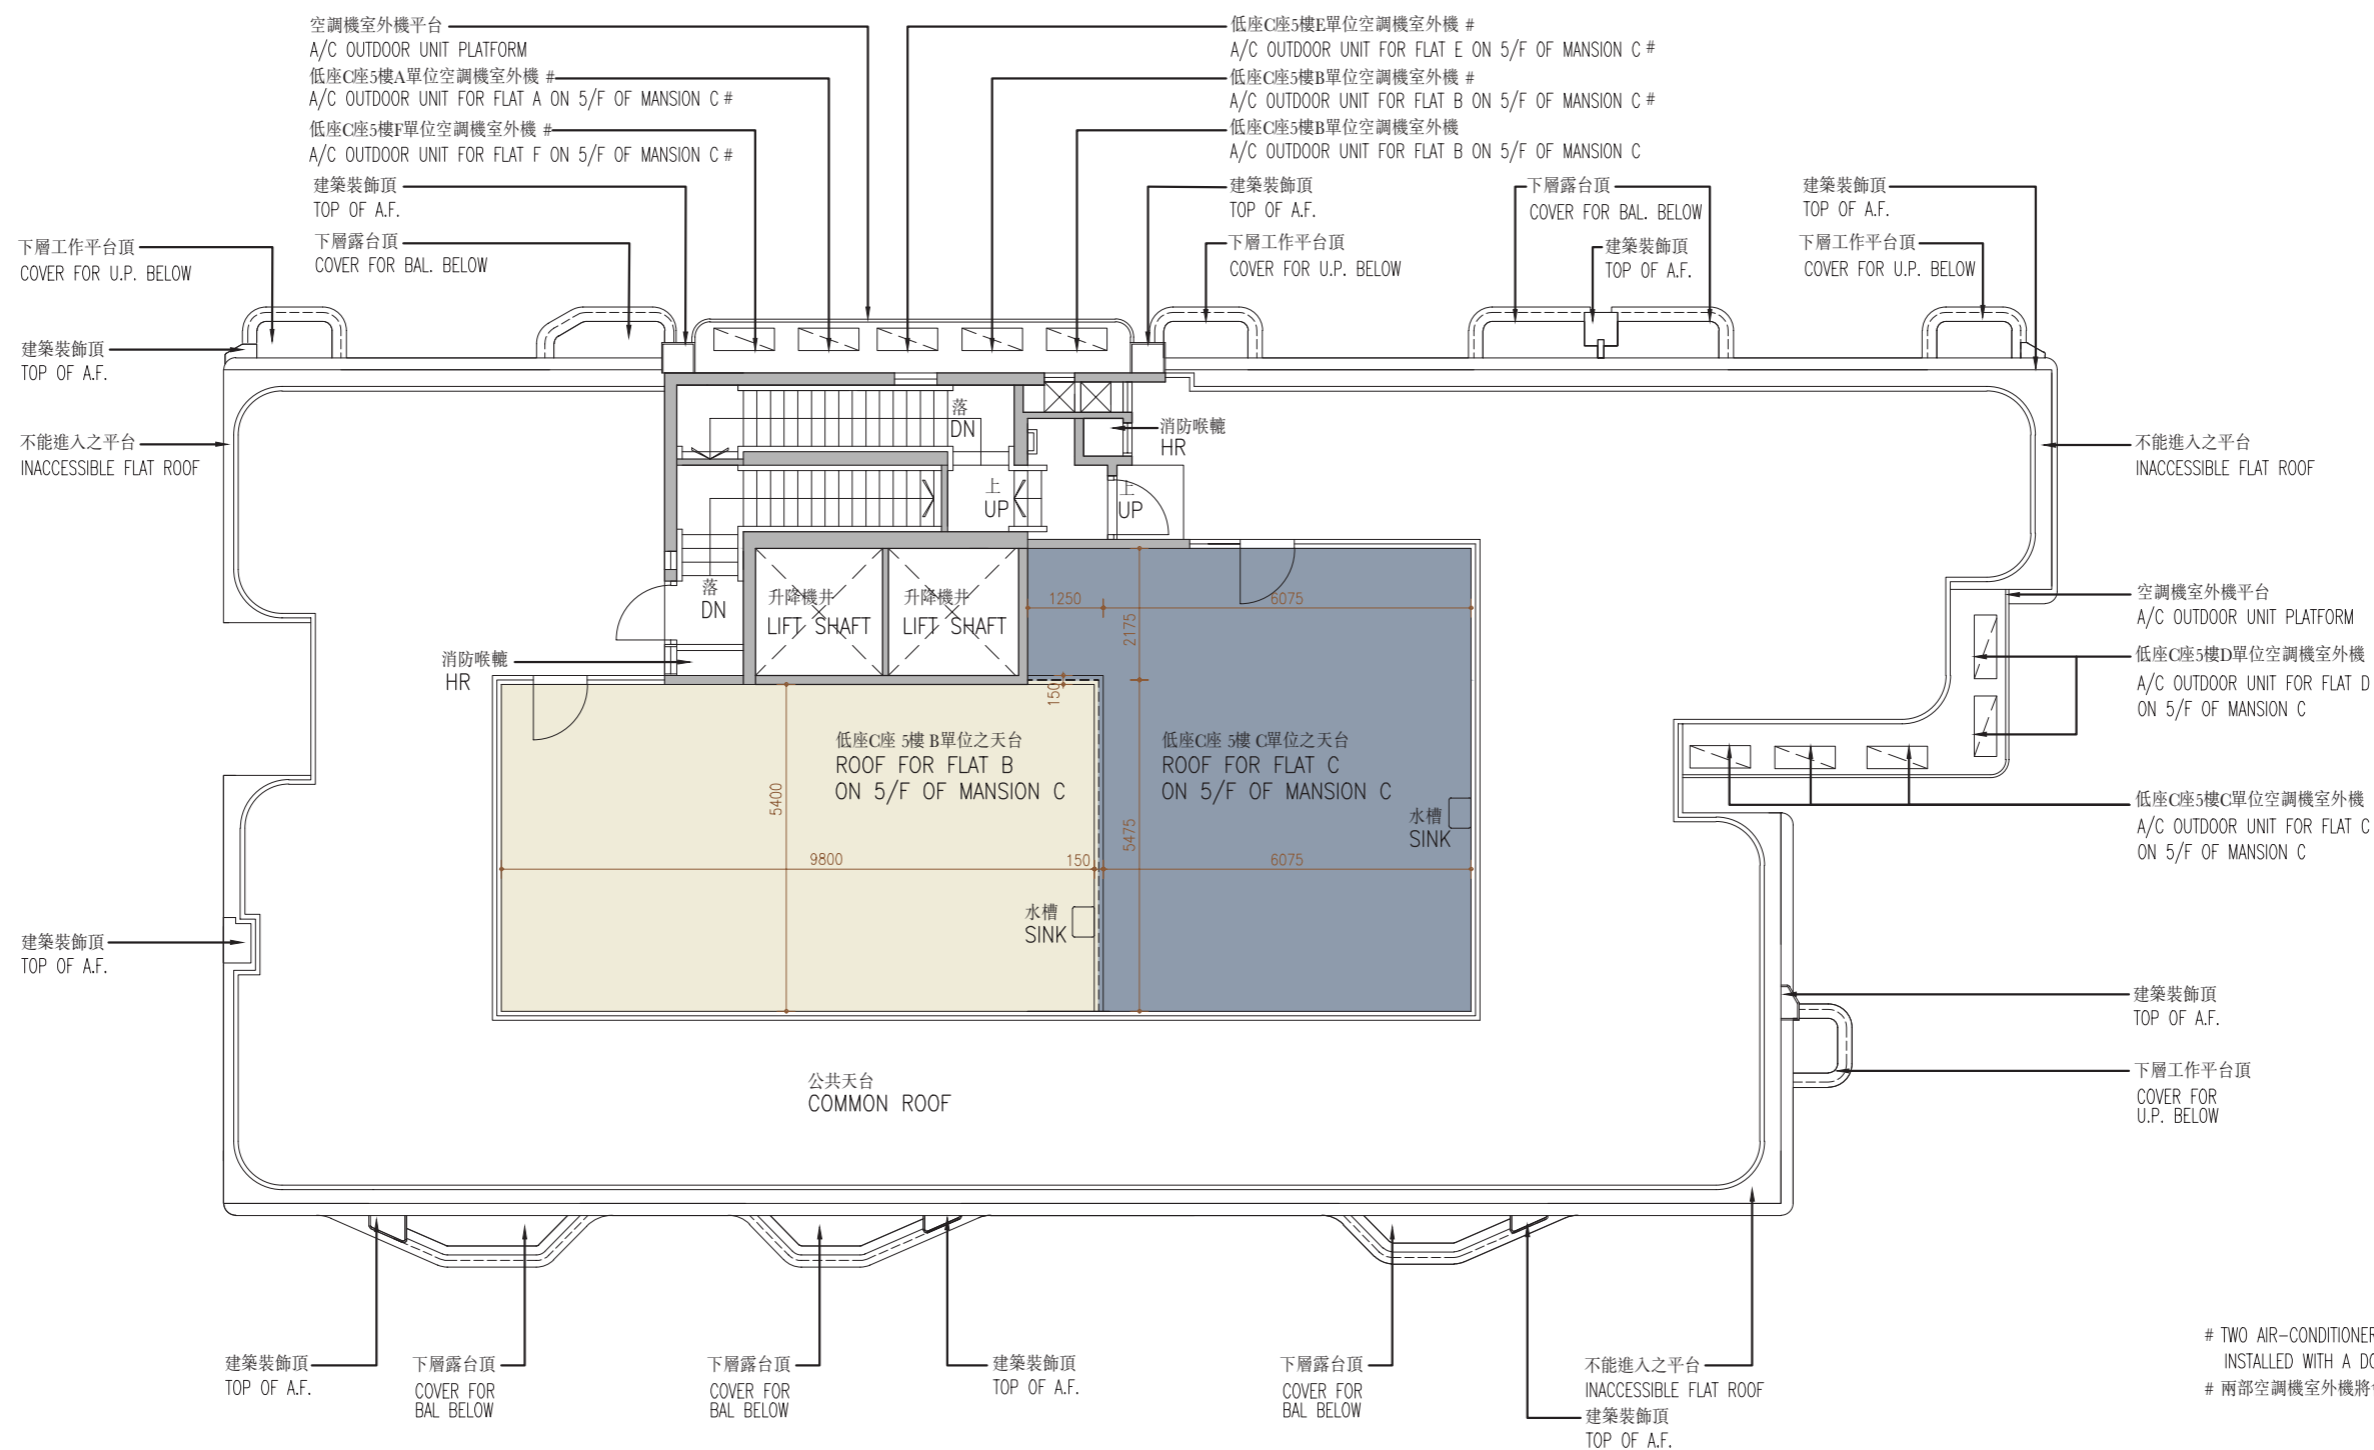 空調機室外機平台
A/C OUTDOOR UNIT PLATFORM
低座C座5樓A單位空調機室外機 #
A/C OUTDOOR UNIT FOR FLAT A ON 5/F OF MANSION C #
低座C座5樓F單位空調機室外機 #
A/C OUTDOOR UNIT FOR FLAT F ON 5/F OF MANSION C #
低座C座5樓E單位空調機室外機 #
A/C OUTDOOR UNIT FOR FLAT E ON 5/F OF MANSION C #
低座C座5樓B單位空調機室外機 #
A/C OUTDOOR UNIT FOR FLAT B ON 5/F OF MANSION C #
低座C座5樓B單位空調機室外機
A/C OUTDOOR UNIT FOR FLAT B ON 5/F OF MANSION C
建築裝飾頂
TOP OF A.F.
建築裝飾頂
TOP OF A.F.
下層露台頂
COVER FOR BAL. BELOW
建築裝飾頂
TOP OF A.F.
下層工作平台頂
COVER FOR U.P. BELOW
下層露台頂
COVER FOR BAL. BELOW
下層工作平台頂
COVER FOR U.P. BELOW
建築裝飾頂
TOP OF A.F.
下層工作平台頂
COVER FOR U.P. BELOW
建築裝飾頂
TOP OF A.F.
不能進入之平台
INACCESSIBLE FLAT ROOF
落
DN
消防喉轆
HR
上
UP
上
UP
不能進入之平台
INACCESSIBLE FLAT ROOF
落
DN
升降機井
LIFT SHAFT
升降機井
LIFT SHAFT
1250
6075
2175
消防喉轆
HR
150
空調機室外機平台
A/C OUTDOOR UNIT PLATFORM
低座C座5樓D單位空調機室外機
A/C OUTDOOR UNIT FOR FLAT D
ON 5/F OF MANSION C
低座C座 5樓 B單位之天台
ROOF FOR FLAT B
ON 5/F OF MANSION C
低座C座 5樓 C單位之天台
ROOF FOR FLAT C
ON 5/F OF MANSION C
5400
5475
水槽
SINK
低座C座5樓C單位空調機室外機
A/C OUTDOOR UNIT FOR FLAT C
ON 5/F OF MANSION C
9800
150
6075
水槽
SINK
建築裝飾頂
TOP OF A.F.
建築裝飾頂
TOP OF A.F.
下層工作平台頂
COVER FOR
U.P. BELOW
公共天台
COMMON ROOF
建築裝飾頂
TOP OF A.F.
下層露台頂
COVER FOR
BAL BELOW
下層露台頂
COVER FOR
BAL BELOW
建築裝飾頂
TOP OF A.F.
下層露台頂
COVER FOR
BAL BELOW
不能進入之平台
INACCESSIBLE FLAT ROOF
建築裝飾頂
TOP OF A.F.
# TWO AIR-CONDITIONER
INSTALLED WITH A
# 兩部空調機室外機將